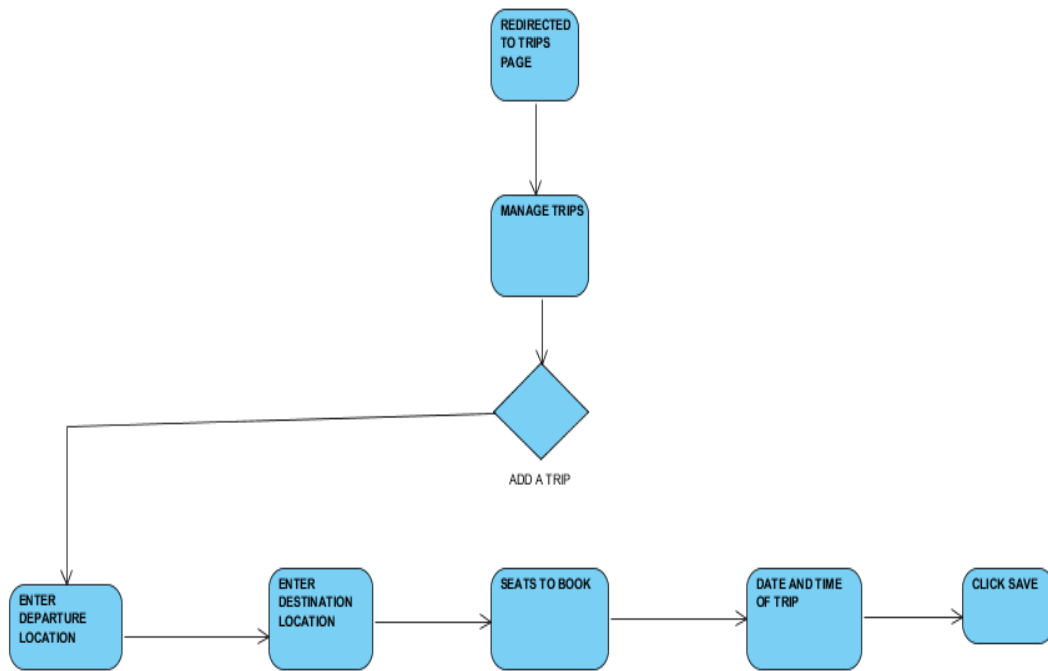 REDIRECTED
TO TRIPS
PAGE
MANAGE TRIPS
ADD A TRIP
ENTER
DEPARTURE
LOCATION
ENTER
DESTINATION
LOCATION
SEATS TO BOOK
DATE AND TIME
OF TRIP
CLICK SAVE